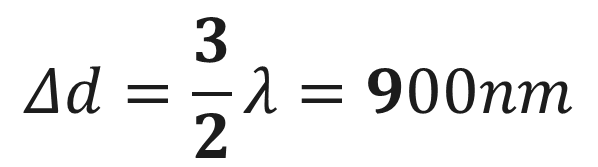 Δd = 3/2 λ = 900nm